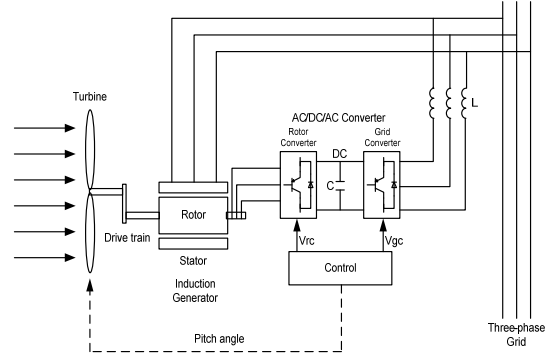 Turbine
L
AC/DC/AC Converter
Rotor
Converter
Grid
Converter
DC
C
Rotor
Drive train
Stator
Vrc
Vgc
Induction
Generator
Control
Pitch angle
Three-phase
Grid